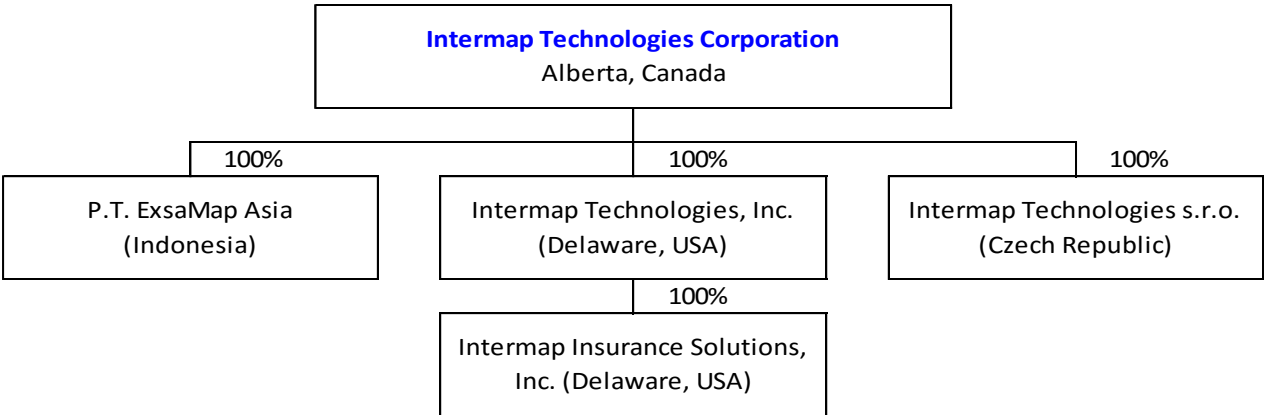 Intermap Technologies Corporation
Alberta, Canada
100%
100%
100%
P.T. ExsaMap Asia
(Indonesia)
Intermap Technologies, Inc.
(Delaware, USA)
Intermap Technologies s.r.o.
(Czech Republic)
100%
Intermap Insurance Solutions,
Inc. (Delaware, USA)